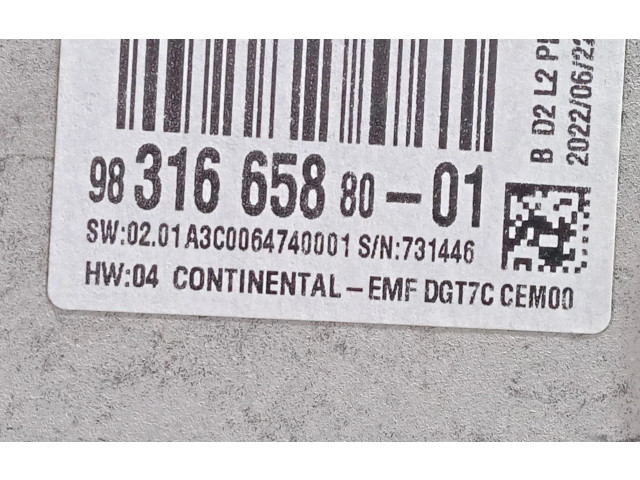 98 316 658 80-01
SW:02.01 A3C0064740001 S/N:731446
HW:04 CONTINENTAL-EMF DGT7C CEM00
B D2 L2
2022/06/22